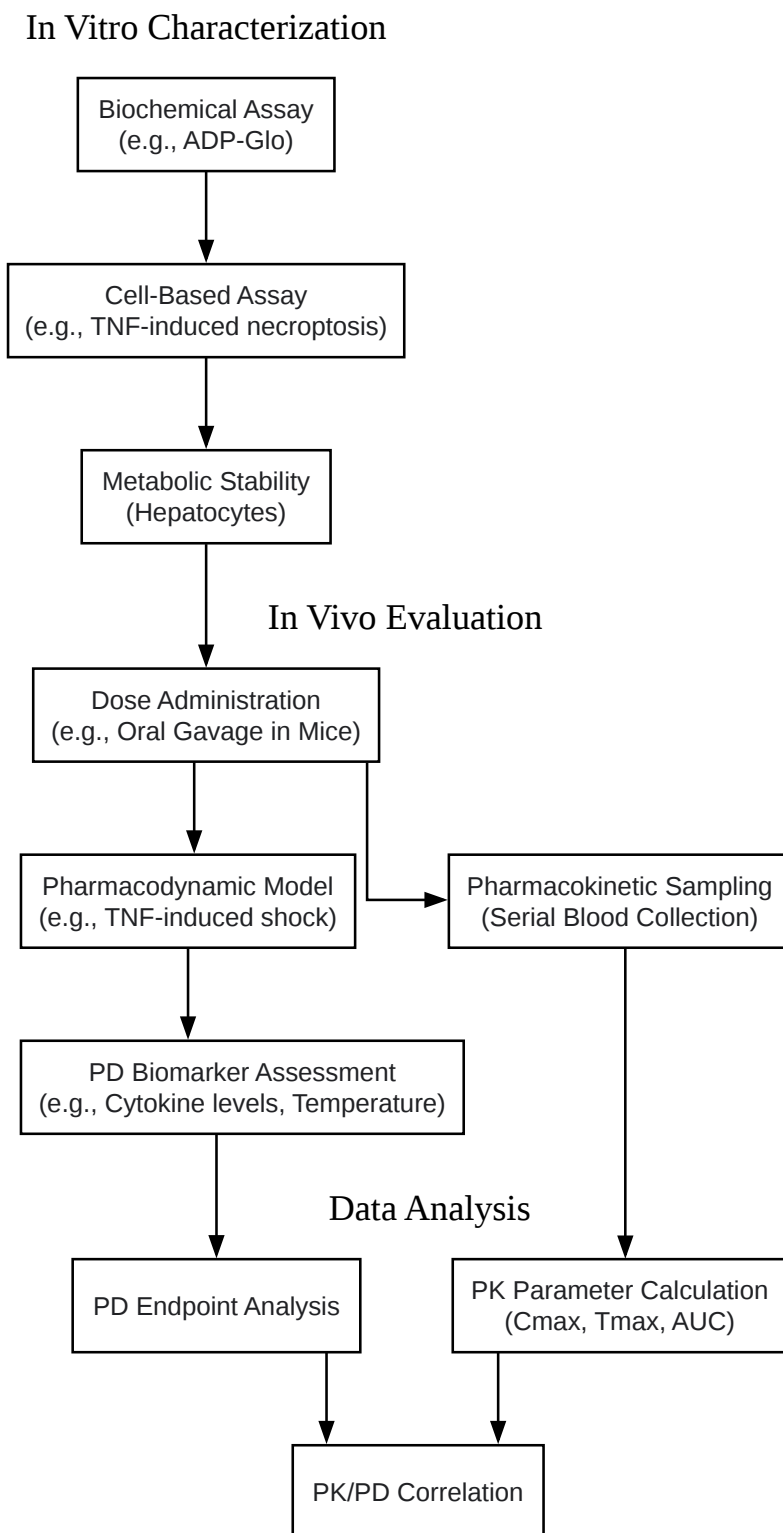 In Vitro Characterization
Biochemical Assay
(e.g., ADP-Glo)
Cell-Based Assay
(e.g., TNF-induced necroptosis)
Metabolic Stability
(Hepatocytes)
In Vivo Evaluation
Dose Administration
(e.g., Oral Gavage in Mice)
Pharmacodynamic Model
(e.g., TNF-induced shock)
Pharmacokinetic Sampling
(Serial Blood Collection)
PD Biomarker Assessment
(e.g., Cytokine levels, Temperature)
Data Analysis
PD Endpoint Analysis
PK Parameter Calculation
(Cmax, Tmax, AUC)
PK/PD Correlation